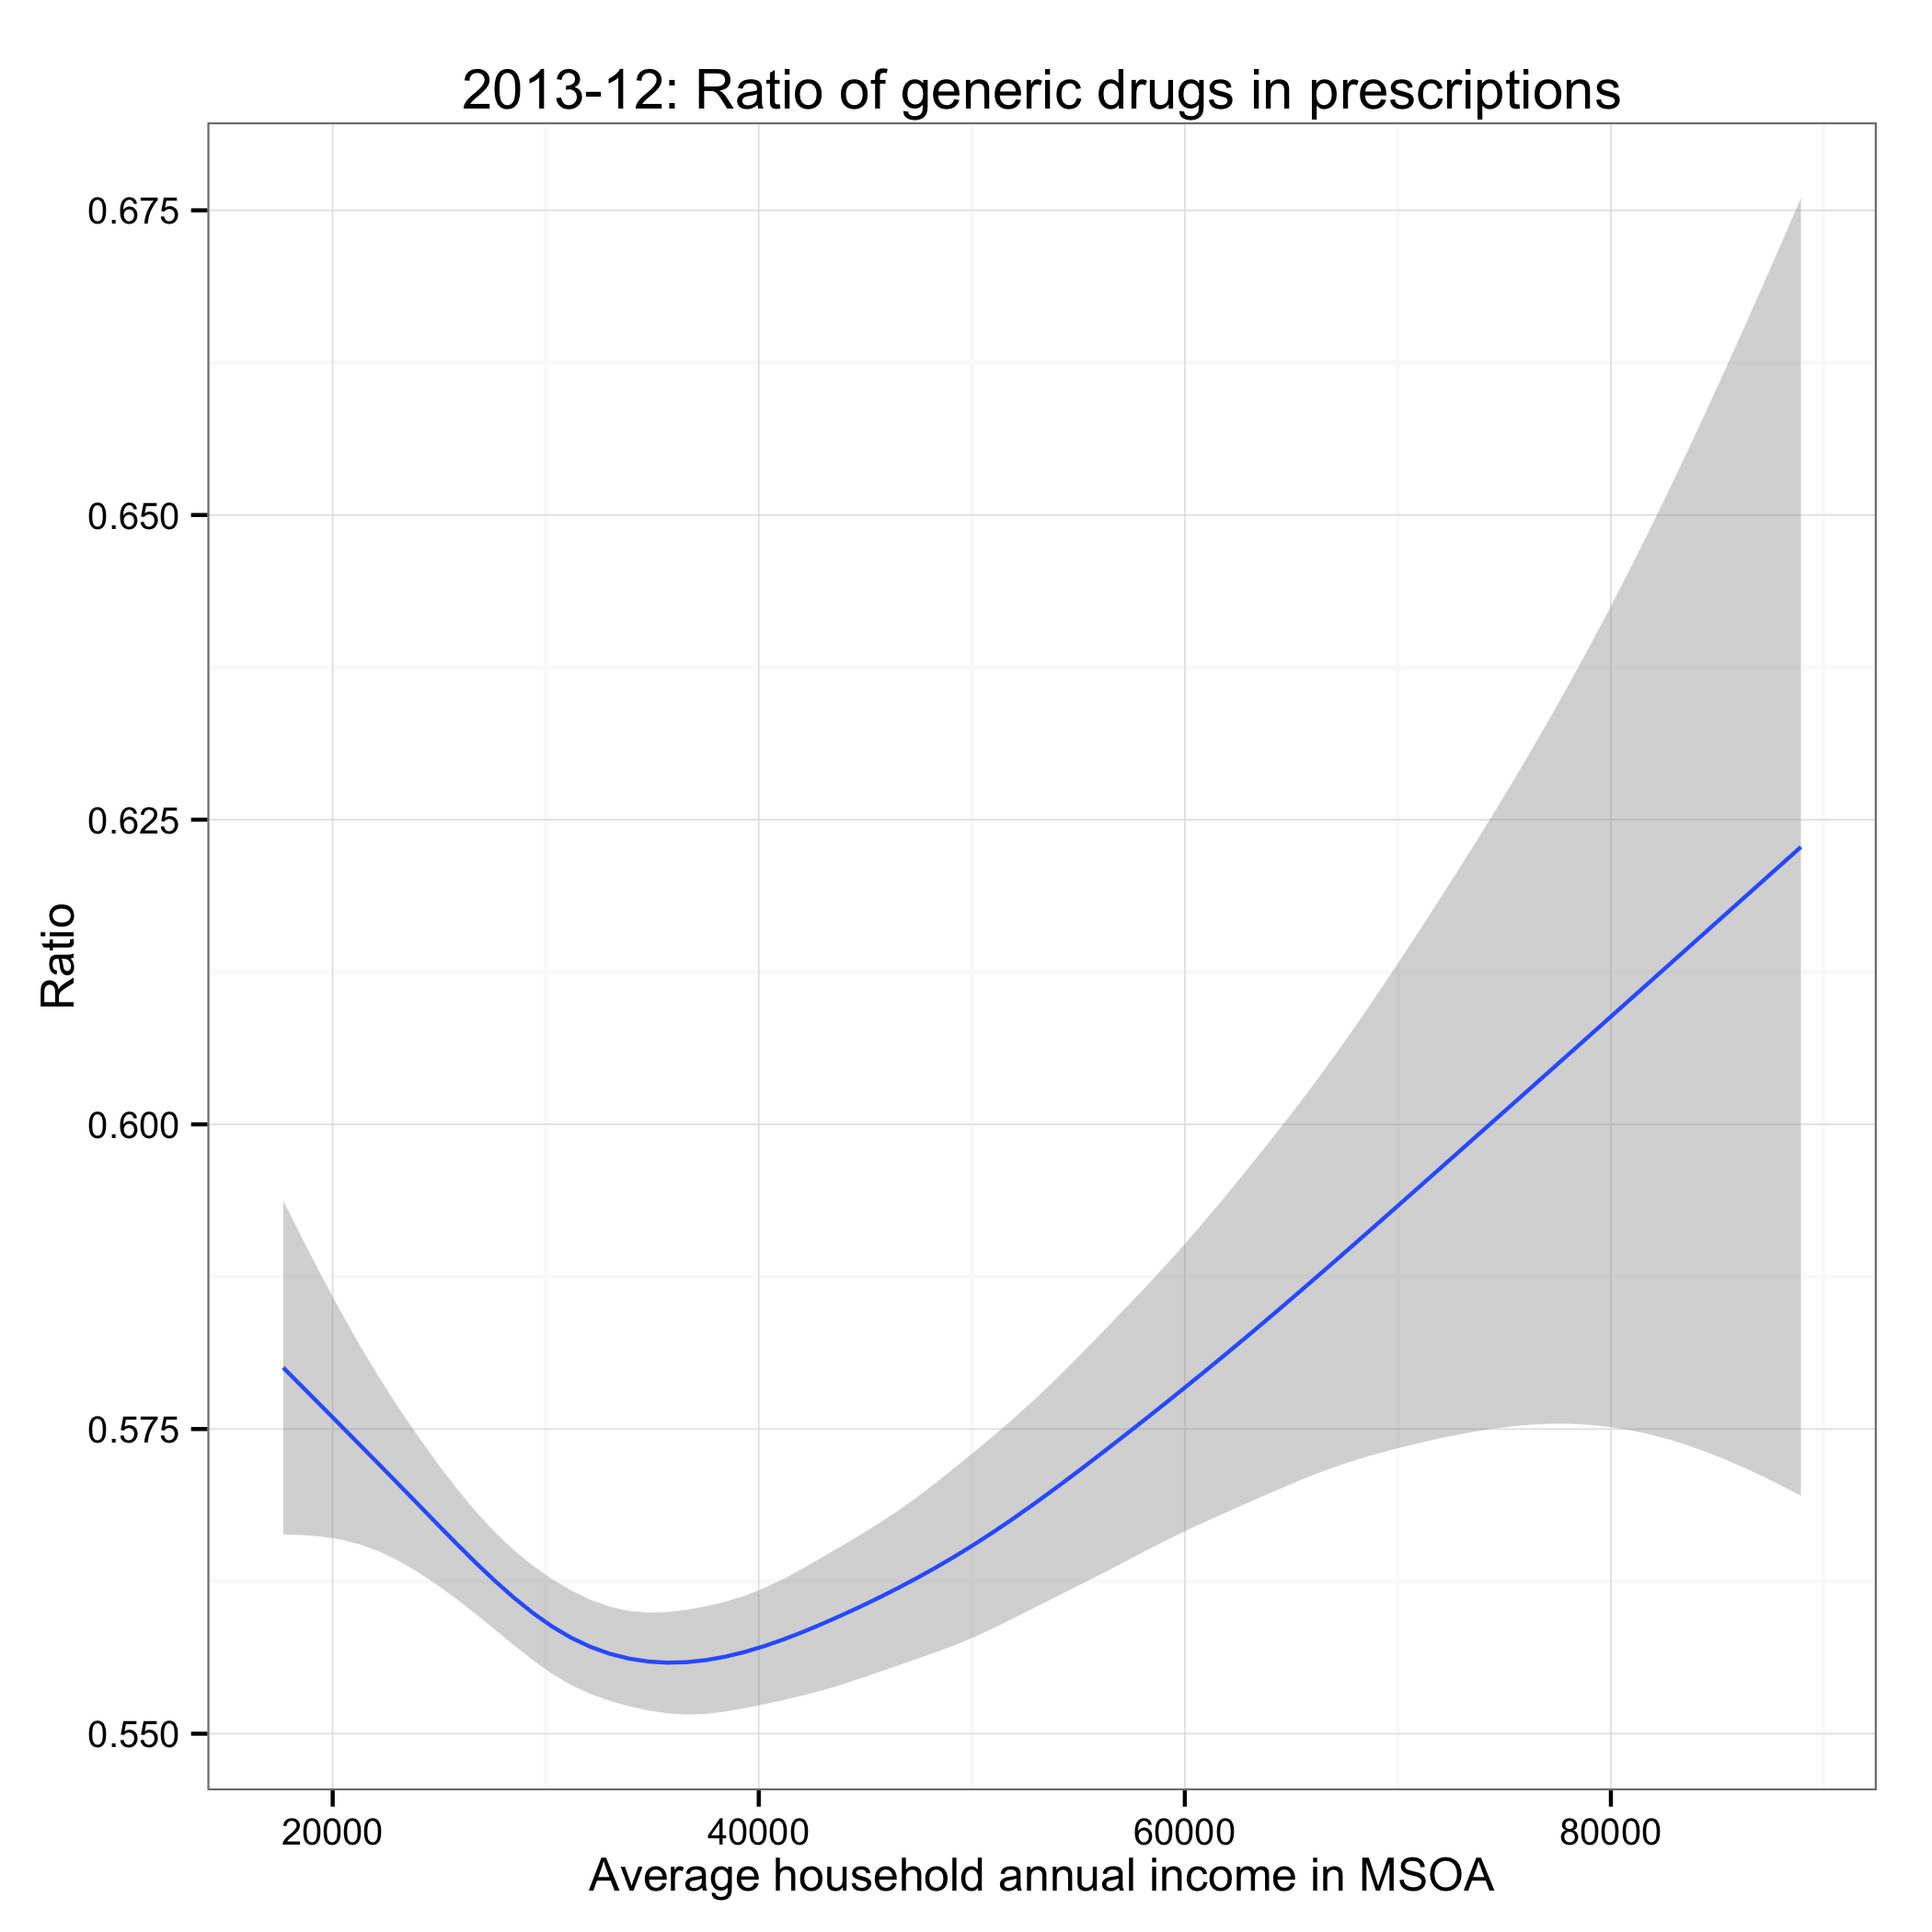 2013-12: Ratio of generic drugs in prescriptions
0.675
0.650
0.625
0.600
0.575
0.550
Ratio
20000 40000 60000 80000
Average household annual income in MSOA